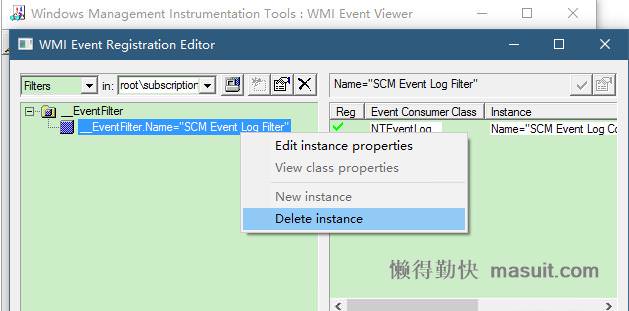 Windows Management Instrumentation Tools : WMI Event Viewer
WMI Event Registration Editor
Filters in: root\subscription
Name="SCM Event Log Filter"
__EventFilter
__EventFilter.Name="SCM Event Log Filter"
Reg Event Consumer Class Instance
NTEventLog Name="SCM Event Log Co
Edit instance properties
View class properties
New instance
Delete instance
懒得勤快 masuit.com